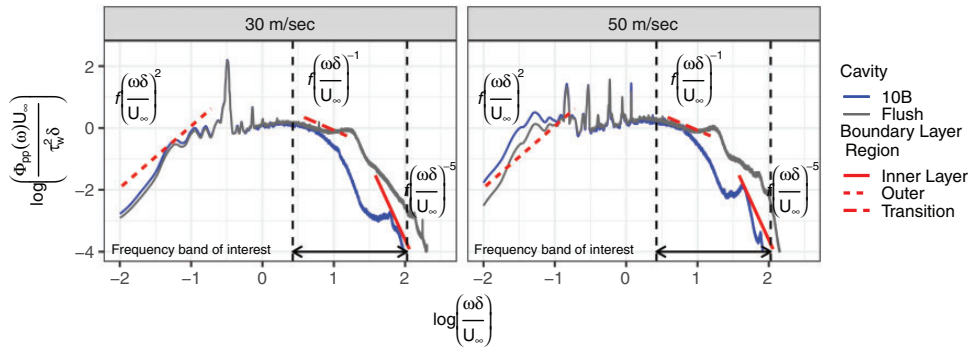 30 m/sec
50 m/sec
log(Φpp(ω)U∞ / τ²wδ)
2
0
−2
−4
f(ωδ/U∞)²
f(ωδ/U∞)⁻¹
f(ωδ/U∞)⁻⁵
Frequency band of interest
f(ωδ/U∞)²
f(ωδ/U∞)⁻¹
f(ωδ/U∞)⁻⁵
Frequency band of interest
−2 −1 0 1 2
−2 −1 0 1 2
log(ωδ/U∞)
Cavity
10B
Flush
Boundary Layer
Region
Inner Layer
Outer
Transition